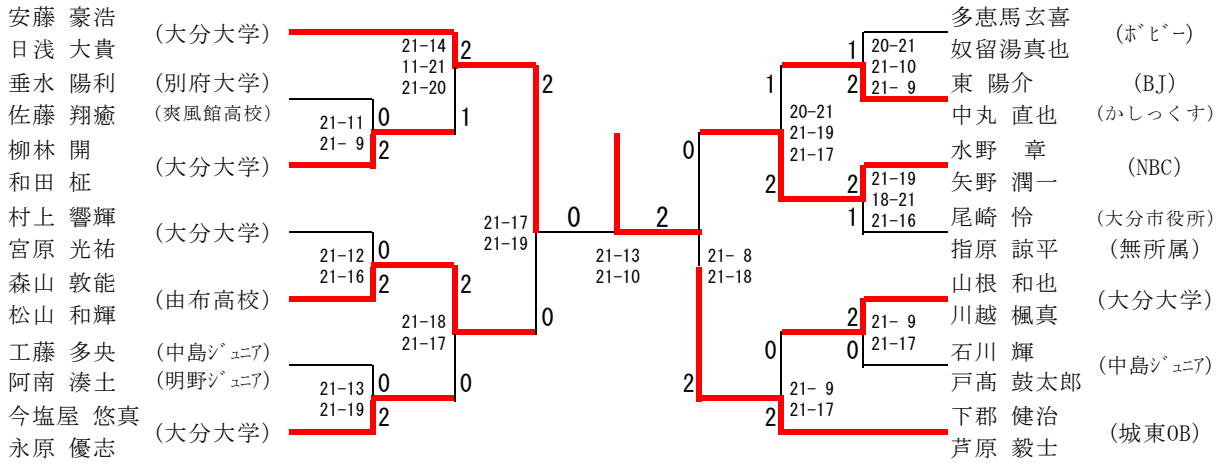 安藤 豪浩
日浅 大貴
(大分大学)
垂水 陽利 (別府大学)
佐藤 翔癒 (爽風館高校)
柳林 開
和田 柾
(大分大学)
村上 響輝
宮原 光祐
(大分大学)
森山 敦能
松山 和輝
(由布高校)
工藤 多央 (中島ジュニア)
阿南 湊土 (明野ジュニア)
今塩屋 悠真
永原 優志
(大分大学)
21-14
11-21
21-20
2
1
21-11
21- 9
0
2
2
21-12
21-16
0
2
21-18
21-17
2
0
21-13
21-19
0
2
21-17
21-19
0
0
2
21-13
21-10
0
21- 8
21-18
2
1
20-21
21-19
21-17
2
1
20-21
21-10
21- 9
2
2
21-19
18-21
21-16
1
2
21- 9
21-17
0
0
21- 9
21-17
2
多恵馬玄喜
奴留湯真也
(ボビー)
東 陽介 (BJ)
中丸 直也 (かしっくす)
水野 章
矢野 潤一
(NBC)
尾崎 怜 (大分市役所)
指原 諒平 (無所属)
山根 和也
川越 楓真
(大分大学)
石川 輝
戸髙 鼓太郎
(中島ジュニア)
下郡 健治
芦原 毅士
(城東OB)